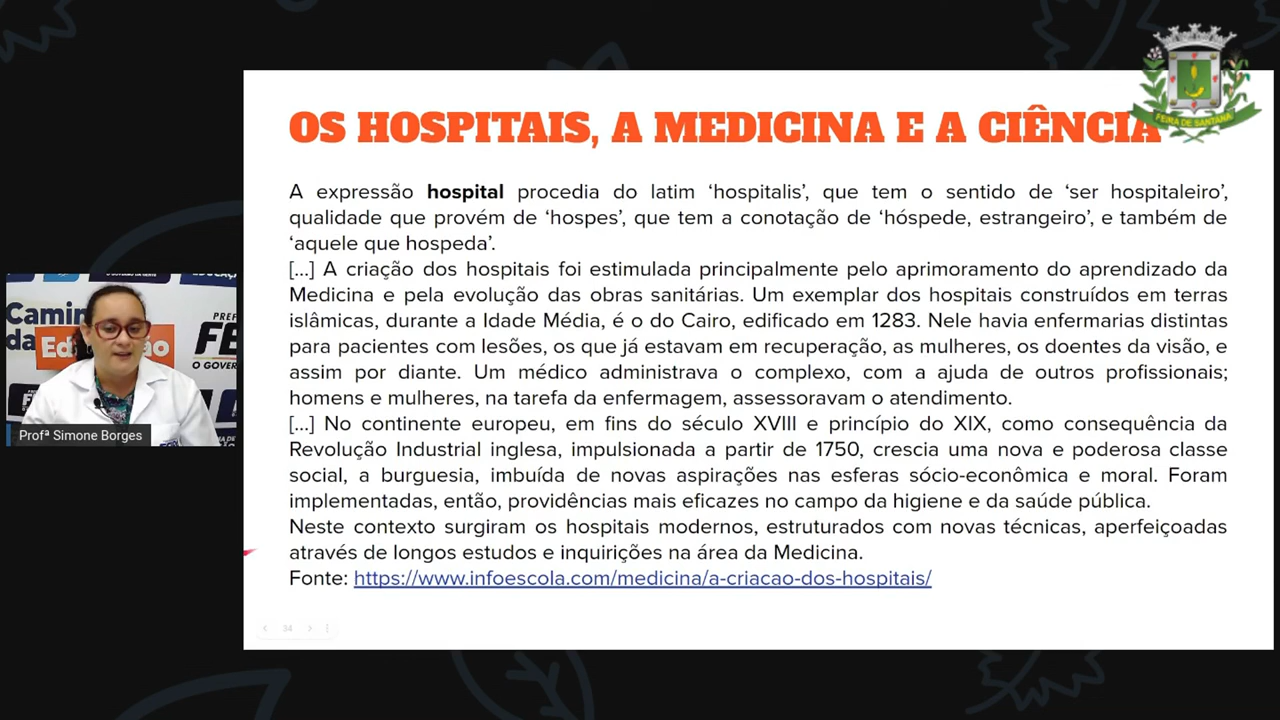 OS HOSPITAIS, A MEDICINA E A CIÊNCIA
FEIRA DE SANTANA
A expressão hospital procedia do latim ‘hospitalis’, que tem o sentido de ‘ser hospitaleiro’,
qualidade que provém de ‘hospes’, que tem a conotação de ‘hóspede, estrangeiro’, e também de
‘aquele que hospeda’.
[...] A criação dos hospitais foi estimulada principalmente pelo aprimoramento do aprendizado da
Medicina e pela evolução das obras sanitárias. Um exemplar dos hospitais construídos em terras
islâmicas, durante a Idade Média, é o do Cairo, edificado em 1283. Nele havia enfermarias distintas
para pacientes com lesões, os que já estavam em recuperação, as mulheres, os doentes da visão, e
assim por diante. Um médico administrava o complexo, com a ajuda de outros profissionais;
homens e mulheres, na tarefa da enfermagem, assessoravam o atendimento.
[...] No continente europeu, em fins do século XVIII e princípio do XIX, como consequência da
Revolução Industrial inglesa, impulsionada a partir de 1750, crescia uma nova e poderosa classe
social, a burguesia, imbuída de novas aspirações nas esferas sócio-econômica e moral. Foram
implementadas, então, providências mais eficazes no campo da higiene e da saúde pública.
Neste contexto surgiram os hospitais modernos, estruturados com novas técnicas, aperfeiçoadas
através de longos estudos e inquirições na área da Medicina.
Fonte: https://www.infoescola.com/medicina/a-criacao-dos-hospitais/
34
Camin
da
Ed
ão
PREF
FE
O GOVER
Profª Simone Borges